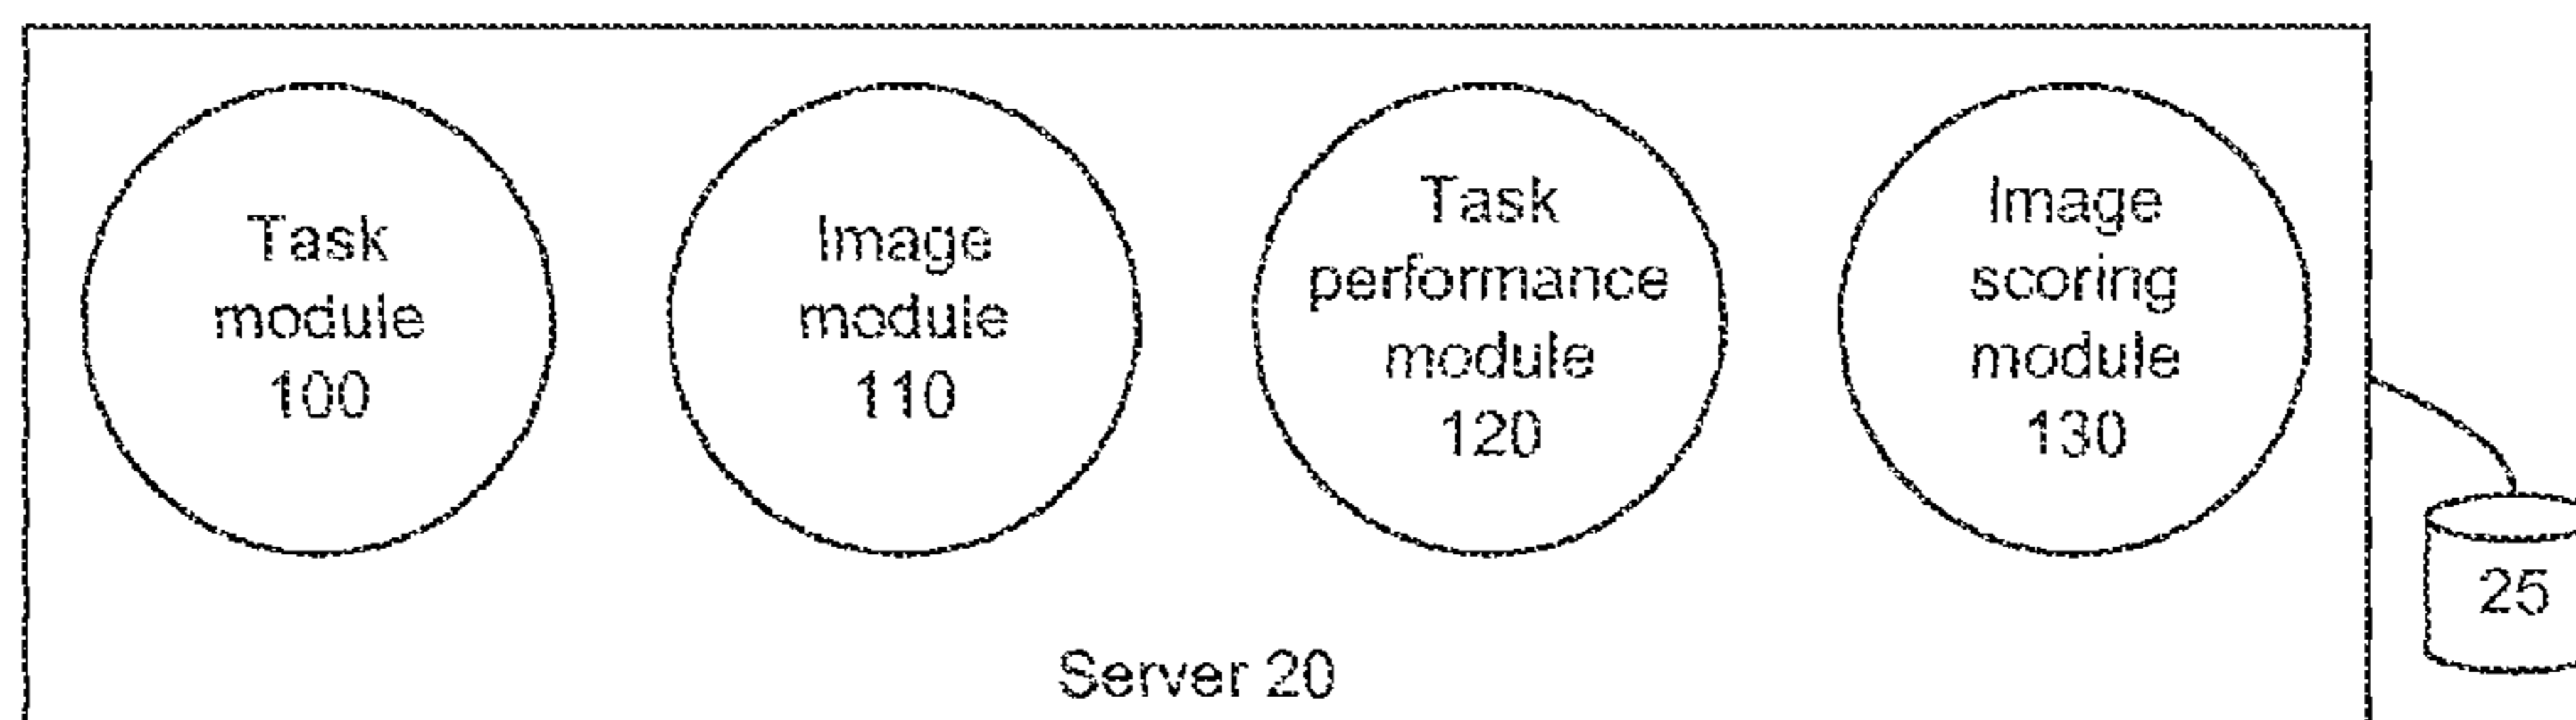 Task
module
100
Image
module
110
Task
performance
module
120
Image
scoring
module
130
25
Server 20